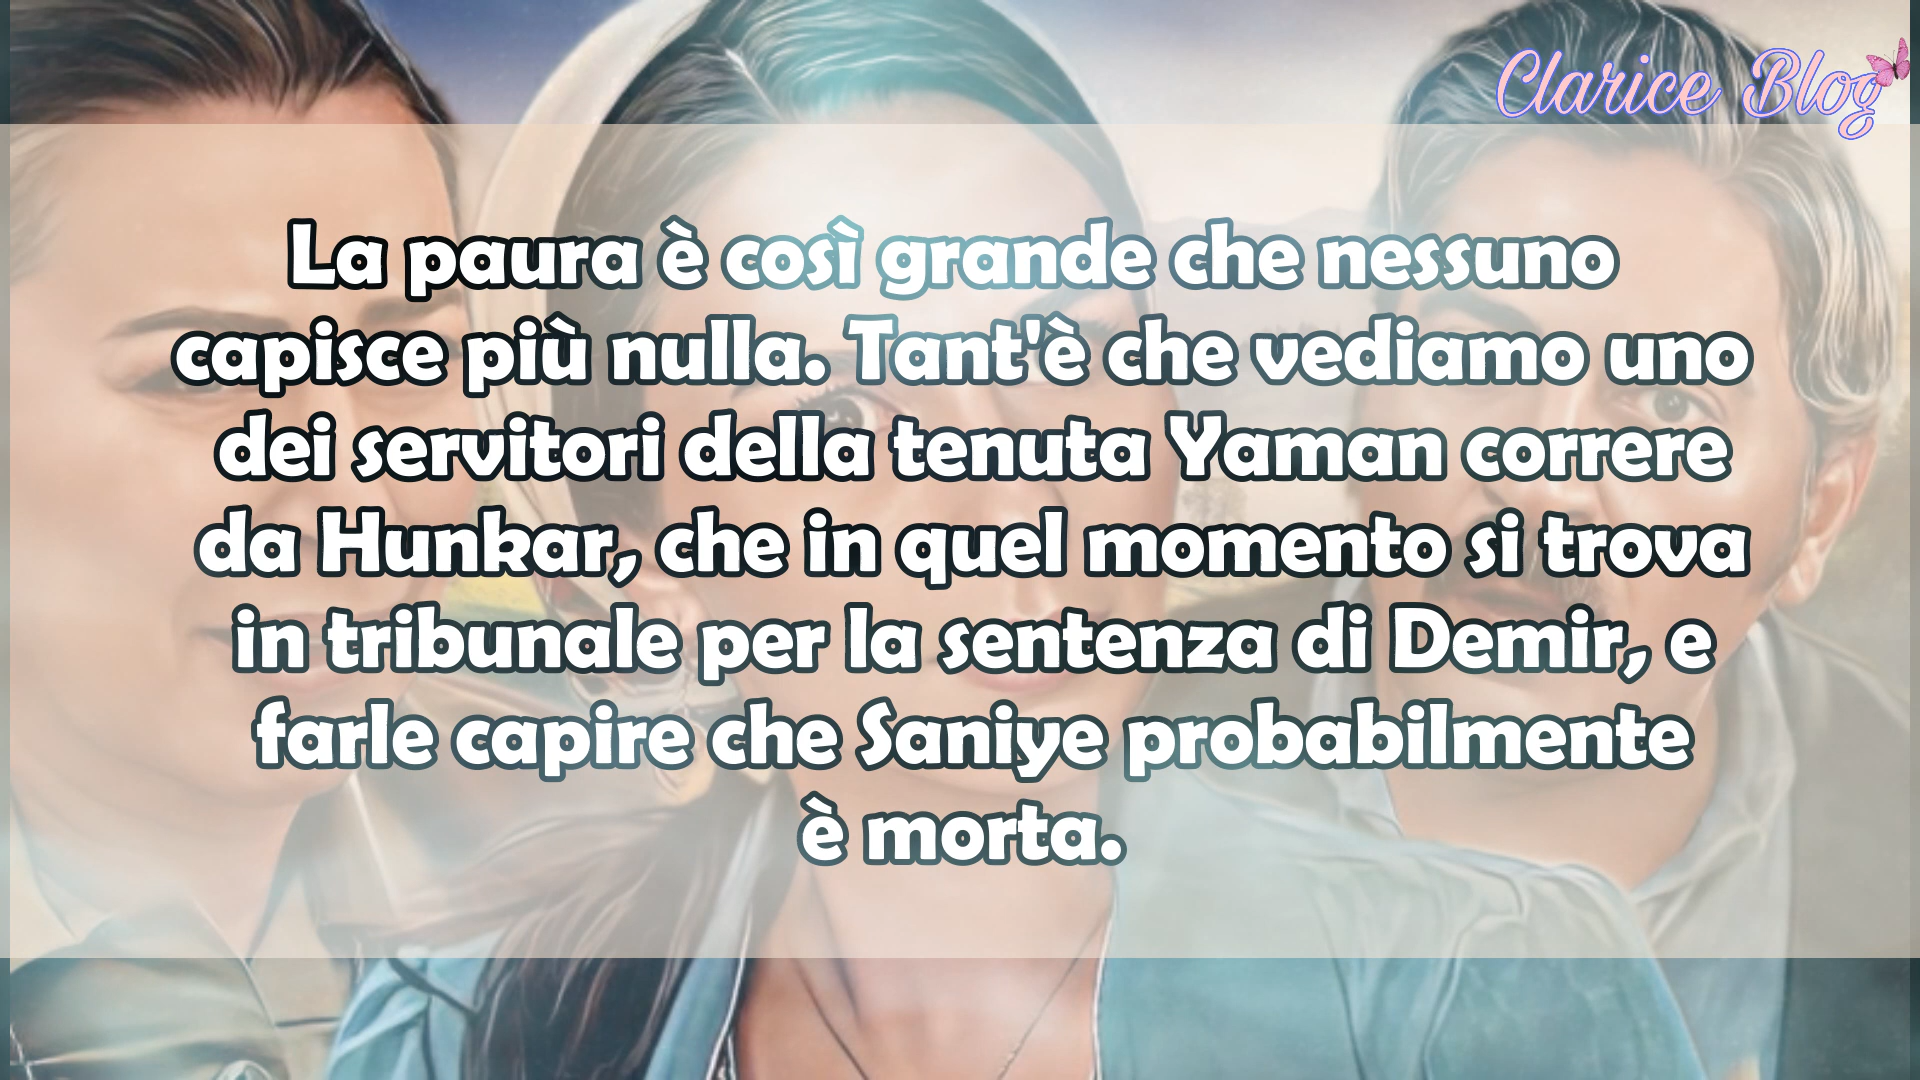 Clarice Blog
La paura è così grande che nessuno
capisce più nulla. Tant'è che vediamo uno
dei servitori della tenuta Yaman correre
da Hunkar, che in quel momento si trova
in tribunale per la sentenza di Demir, e
farle capire che Saniye probabilmente
è morta.